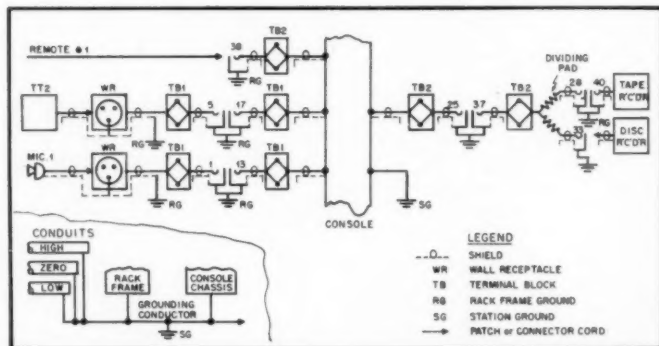 REMOTE #1
38
TB2
RG
TT2
WR
TB1
5
17
TB1
RG
RG
MIC. 1
WR
TB1
1
13
TB1
RG
RG
CONSOLE
SG
TB2
25
37
TB2
RG
DIVIDING
PAD
28
40
TAPE
R'C'D'R
RG
33
DISC
R'C'D'R
CONDUITS
HIGH
ZERO
LOW
RACK
FRAME
CONSOLE
CHASSIS
GROUNDING
CONDUCTOR
SG
LEGEND
SHIELD
WR WALL RECEPTACLE
TB TERMINAL BLOCK
RG RACK FRAME GROUND
SG STATION GROUND
PATCH or CONNECTOR CORD